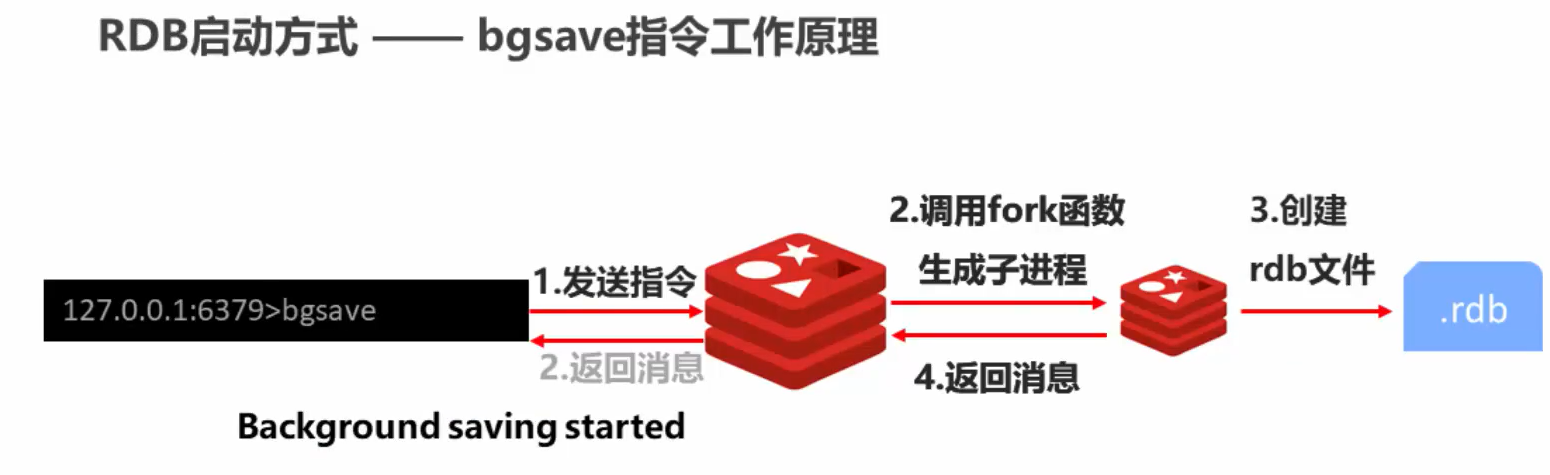 RDB启动方式 —— bgsave指令工作原理
127.0.0.1:6379>bgsave
1.发送指令
2.返回消息
Background saving started
2.调用fork函数
生成子进程
4.返回消息
3.创建
rdb文件
.rdb